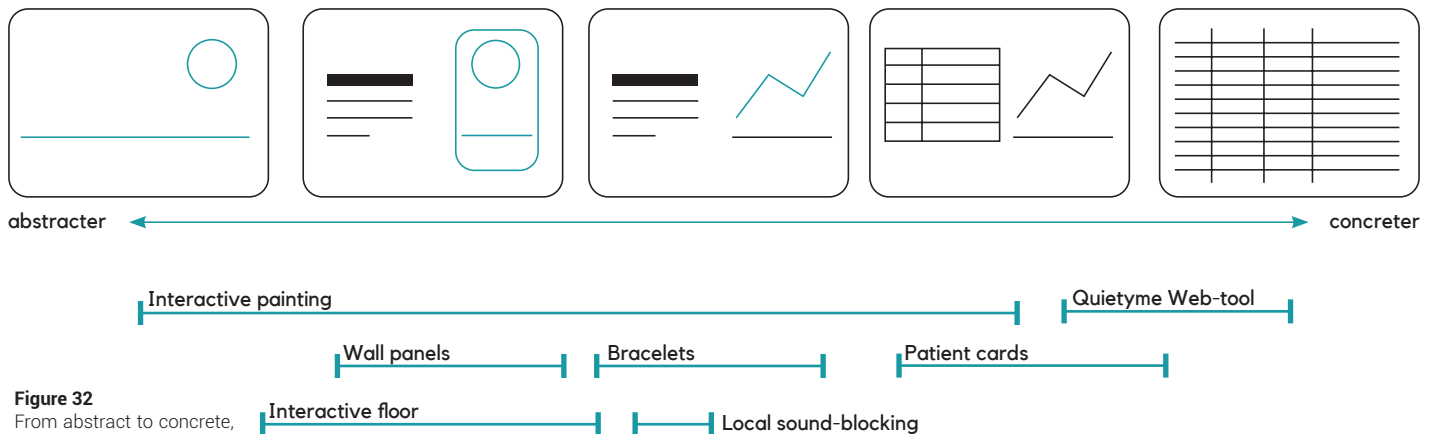 abstracter
concreter
Interactive painting
Quietyme Web-tool
Wall panels
Bracelets
Patient cards
Figure 32
From abstract to concrete,
Interactive floor
Local sound-blocking